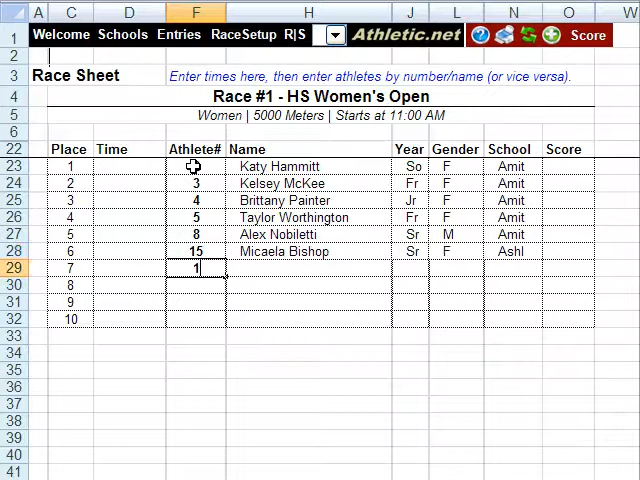 A C D F H J L N O W
1 Welcome Schools Entries RaceSetup R|S Athletic.net Score
2
3 Race Sheet Enter times here, then enter athletes by number/name (or vice versa).
4 Race #1 - HS Women's Open
5 Women | 5000 Meters | Starts at 11:00 AM
6
22 Place Time Athlete# Name Year Gender School Score
23 1 Katy Hammitt So F Amit
24 2 3 Kelsey McKee Fr F Amit
25 3 4 Brittany Painter Jr F Amit
26 4 5 Taylor Worthington Fr F Amit
27 5 8 Alex Nobiletti Sr M Amit
28 6 15 Micaela Bishop Sr F Ashl
29 7 1
30 8
31 9
32 10
33
34
35
36
37
38
39
40
41